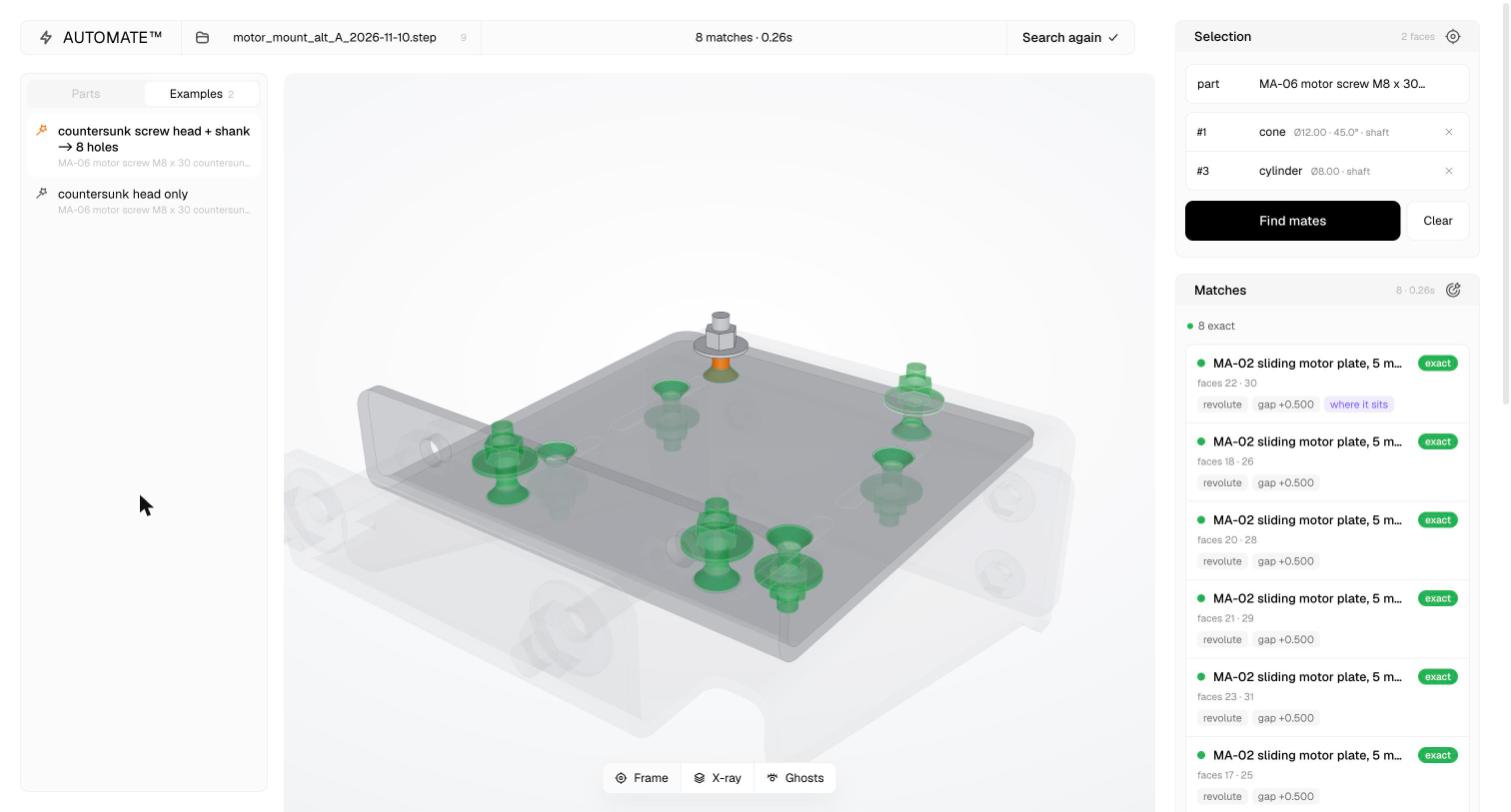 AUTOMATE™
motor_mount_alt_A_2026-11-10.step 9
8 matches · 0.26s
Search again
Parts
Examples 2
countersunk screw head + shank
→ 8 holes
MA-06 motor screw M8 x 30 countersun...
countersunk head only
MA-06 motor screw M8 x 30 countersun...
Frame
X-ray
Ghosts
Selection
2 faces
part MA-06 motor screw M8 x 30...
#1 cone Ø12.00 · 45.0° · shaft
#3 cylinder Ø8.00 · shaft
Find mates
Clear
Matches
8 · 0.26s
8 exact
MA-02 sliding motor plate, 5 m... exact
faces 22 · 30
revolute gap +0.500 where it sits
MA-02 sliding motor plate, 5 m... exact
faces 18 · 26
revolute gap +0.500
MA-02 sliding motor plate, 5 m... exact
faces 20 · 28
revolute gap +0.500
MA-02 sliding motor plate, 5 m... exact
faces 21 · 29
revolute gap +0.500
MA-02 sliding motor plate, 5 m... exact
faces 23 · 31
revolute gap +0.500
MA-02 sliding motor plate, 5 m... exact
faces 17 · 25
revolute gap +0.500